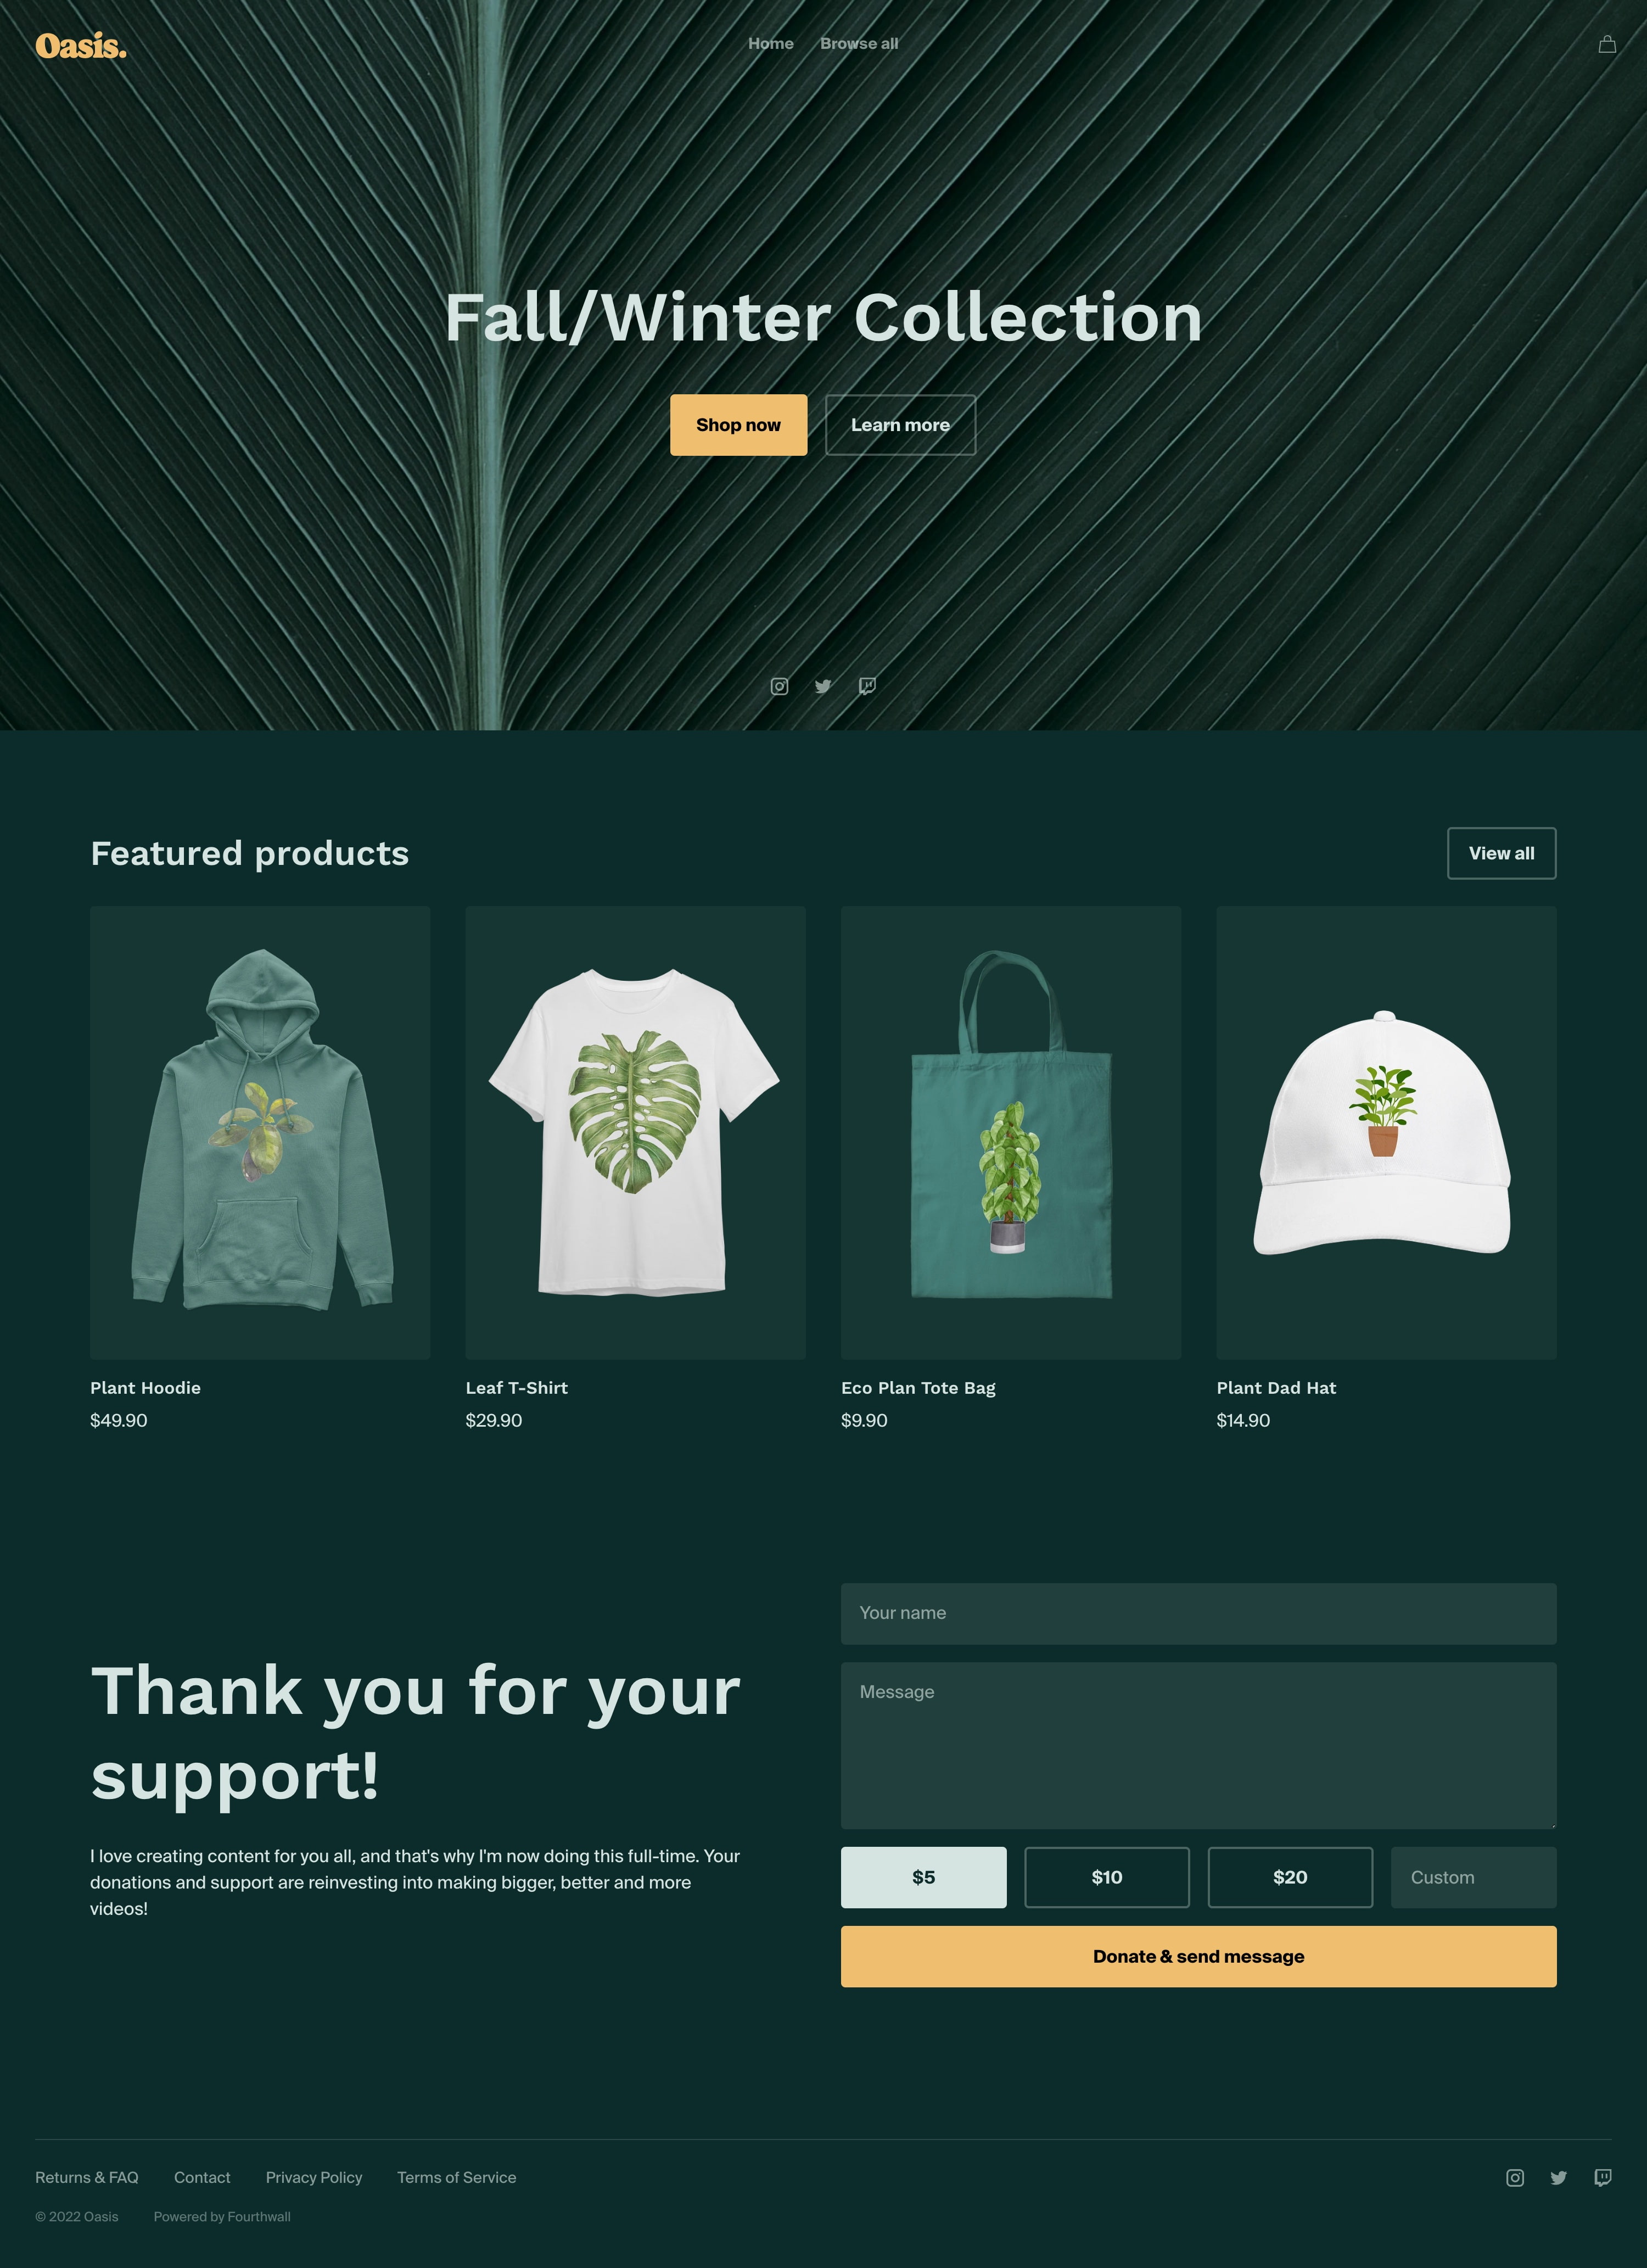 Oasis.
Home
Browse all
Fall/Winter Collection
Shop now
Learn more
Featured products
View all
Plant Hoodie
$49.90
Leaf T-Shirt
$29.90
Eco Plan Tote Bag
$9.90
Plant Dad Hat
$14.90
Thank you for your
support!
I love creating content for you all, and that's why I'm now doing this full-time. Your
donations and support are reinvesting into making bigger, better and more
videos!
Your name
Message
$5
$10
$20
Custom
Donate & send message
Returns & FAQ
Contact
Privacy Policy
Terms of Service
© 2022 Oasis
Powered by Fourthwall